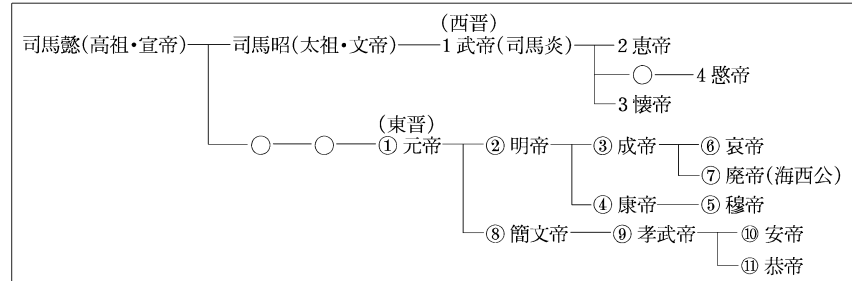 (西晋)
司馬懿(高祖・宣帝) 司馬昭(太祖・文帝) 1 武帝(司馬炎) 2 恵帝
○ 4 愍帝
3 懐帝
(東晋)
○ ○ ① 元帝 ② 明帝 ③ 成帝 ⑥ 哀帝
⑦ 廃帝(海西公)
④ 康帝 ⑤ 穆帝
⑧ 簡文帝 ⑨ 孝武帝 ⑩ 安帝
⑪ 恭帝